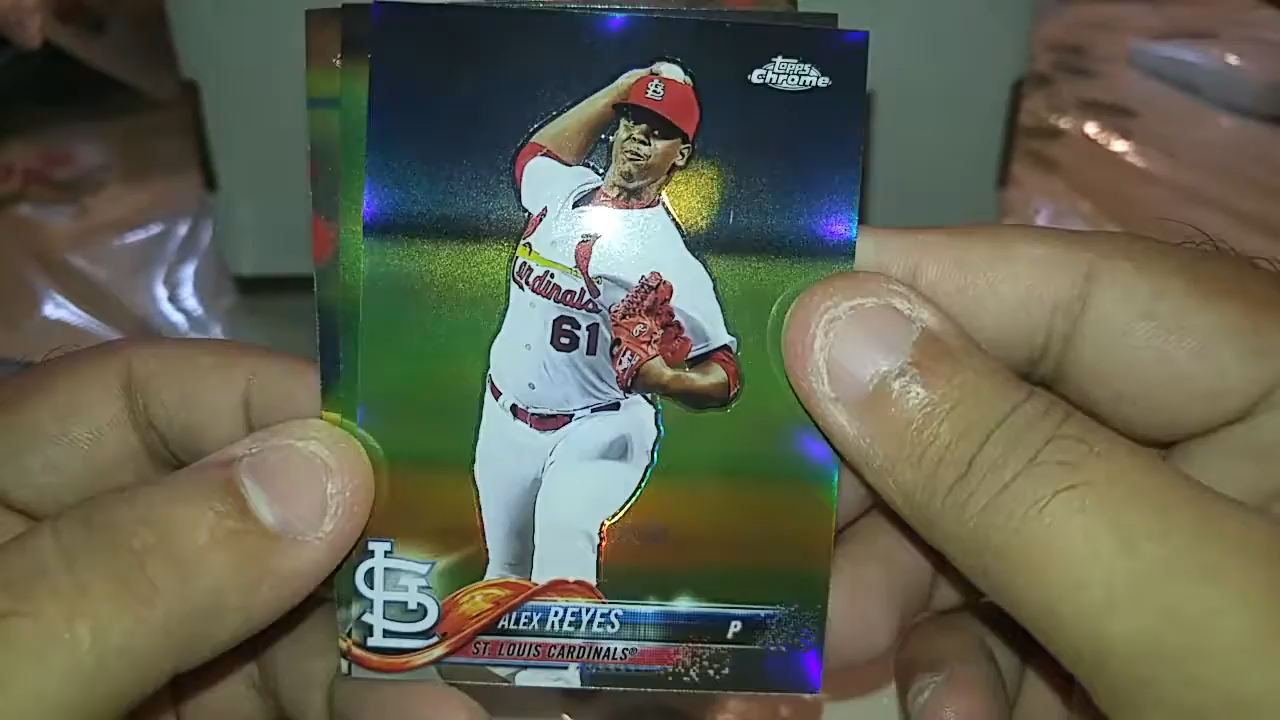 Topps
Chrome
Cardinals
61
ALEX REYES
P
ST. LOUIS CARDINALS®